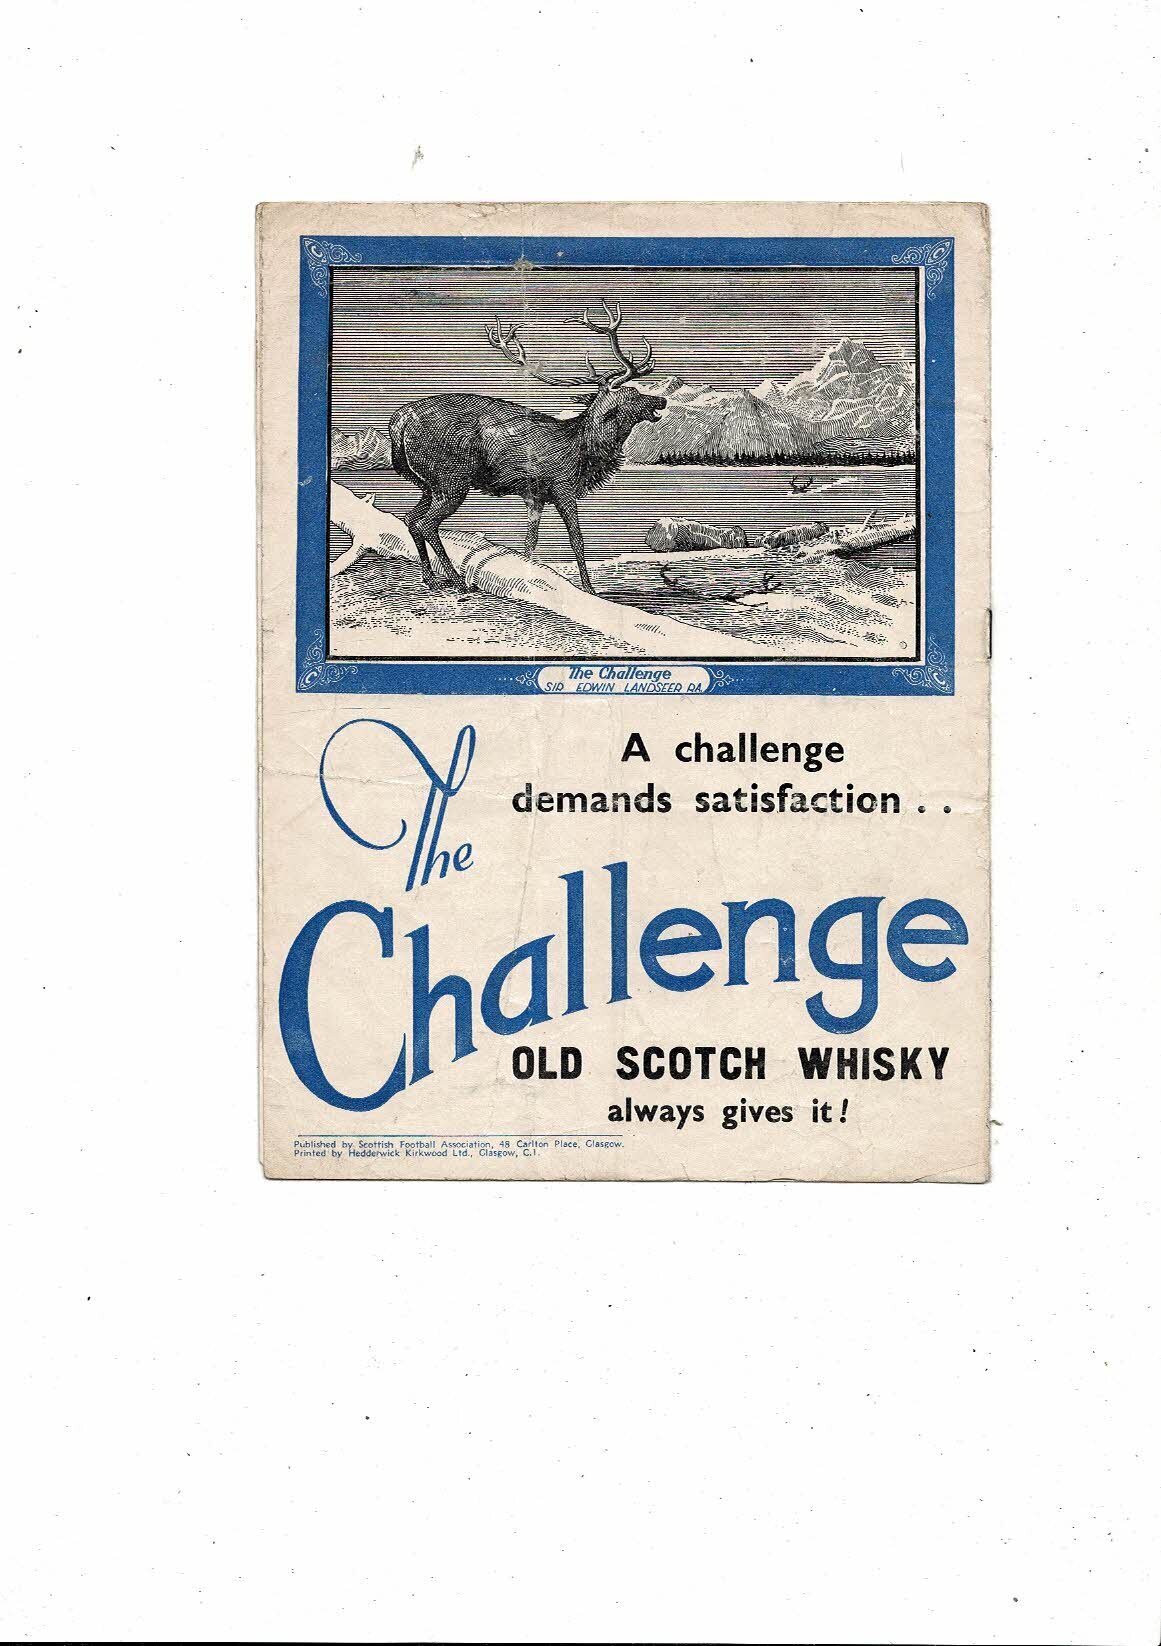 The Challenge
SIR EDWIN LANDSEER RA.
A challenge
demands satisfaction . .
The
Challenge
OLD SCOTCH WHISKY
always gives it!
Published by Scottish Football Association, 48 Carlton Place, Glasgow.
Printed by Hedderwick Kirkwood Ltd., Glasgow, C.1.